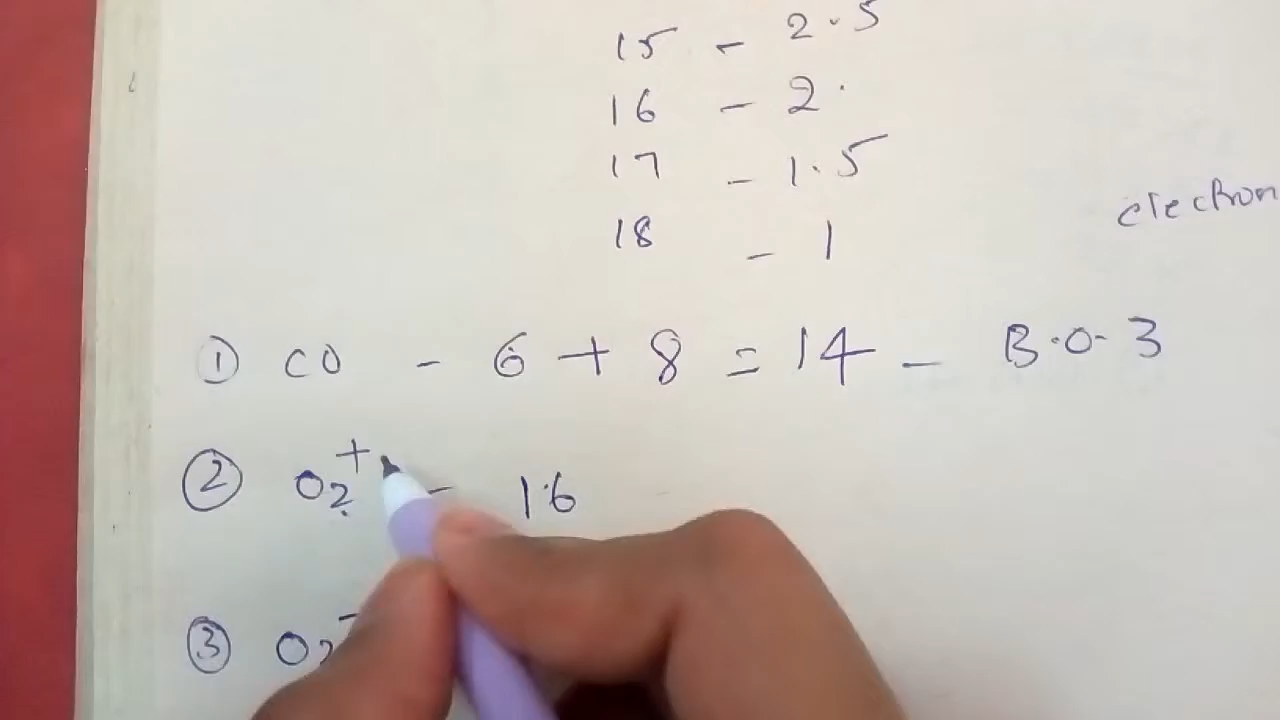 15 - 2.5
16 - 2.
17 - 1.5
18 - 1
electron
① CO - 6 + 8 = 14 - B.O. 3
② O₂⁺ - 16
③ O₂⁻